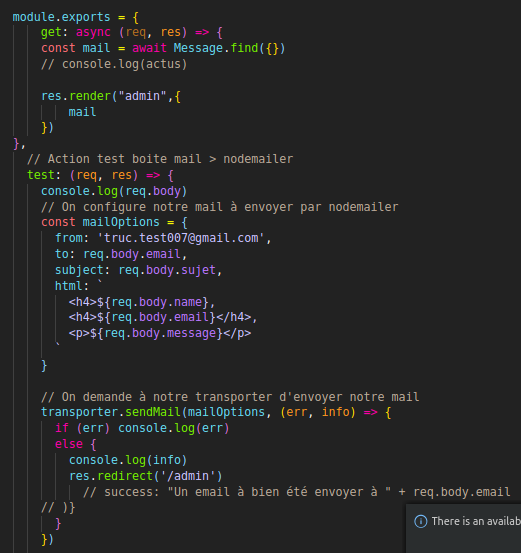 module.exports = {
get: async (req, res) => {
const mail = await Message.find({})
// console.log(actus)
res.render("admin",{
mail
})
},
// Action test boite mail > nodemailer
test: (req, res) => {
console.log(req.body)
// On configure notre mail à envoyer par nodemailer
const mailOptions = {
from: 'truc.test007@gmail.com',
to: req.body.email,
subject: req.body.sujet,
html: `
<h4>${req.body.name},
<h4>${req.body.email}</h4>,
<p>${req.body.message}</p>
`
}
// On demande à notre transporter d'envoyer notre mail
transporter.sendMail(mailOptions, (err, info) => {
if (err) console.log(err)
else {
console.log(info)
res.redirect('/admin')
// success: "Un email à bien été envoyer à " + req.body.email
// )}
}
})
There is an availab